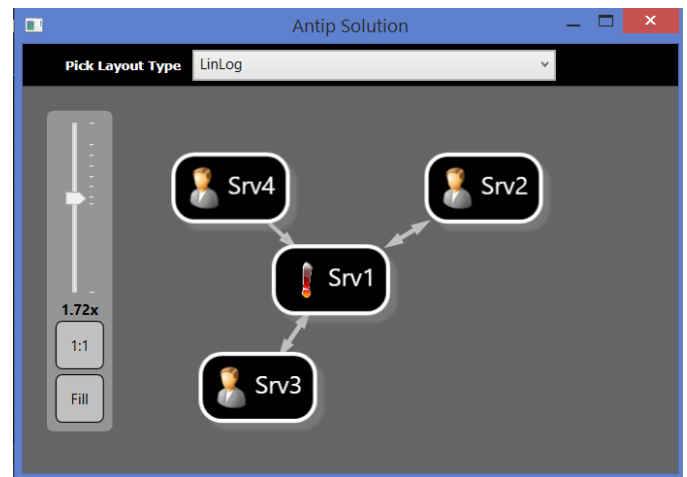 Antip Solution
Pick Layout Type LinLog
Srv4
Srv2
Srv1
1.72x
1:1
Srv3
Fill